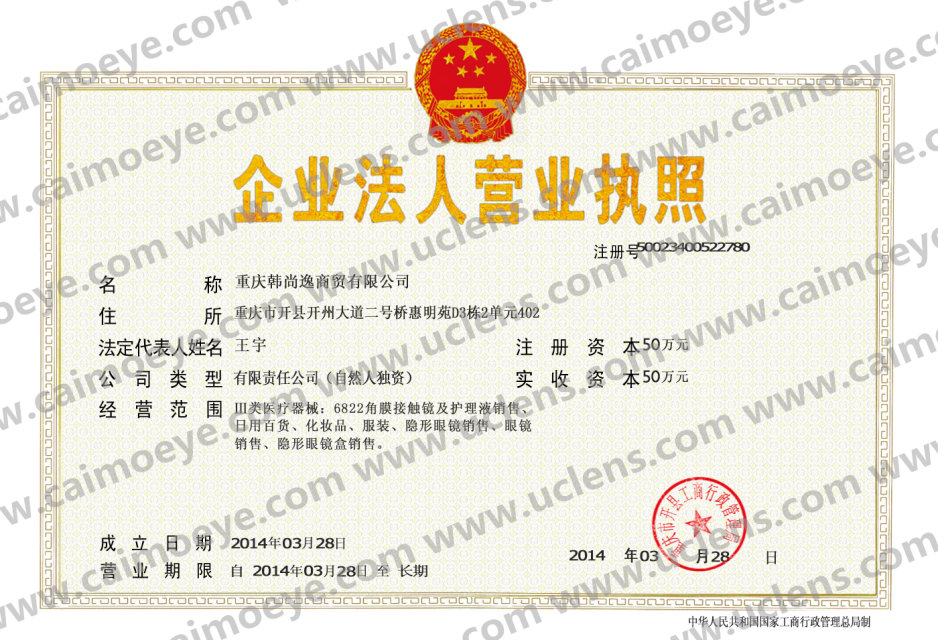 企业法人营业执照
注册号50023400522780
名 称 重庆韩尚逸商贸有限公司
住 所 重庆市开县开州大道二号桥惠明苑D3栋2单元402
法定代表人姓名 王宇
注 册 资 本50万元
公 司 类 型 有限责任公司（自然人独资）
实 收 资 本50万元
经 营 范 围 III类医疗器械：6822角膜接触镜及护理液销售、
日用百货、化妆品、服装、隐形眼镜销售、眼镜
销售、隐形眼镜盒销售。
重庆市开县工商行政管理局
成 立 日 期 2014年03月28日
2014 年03 月28 日
营 业 期 限 自 2014年03月28日 至 长期
中华人民共和国国家工商行政管理总局制
www.caimoeye.com www.uclens.com